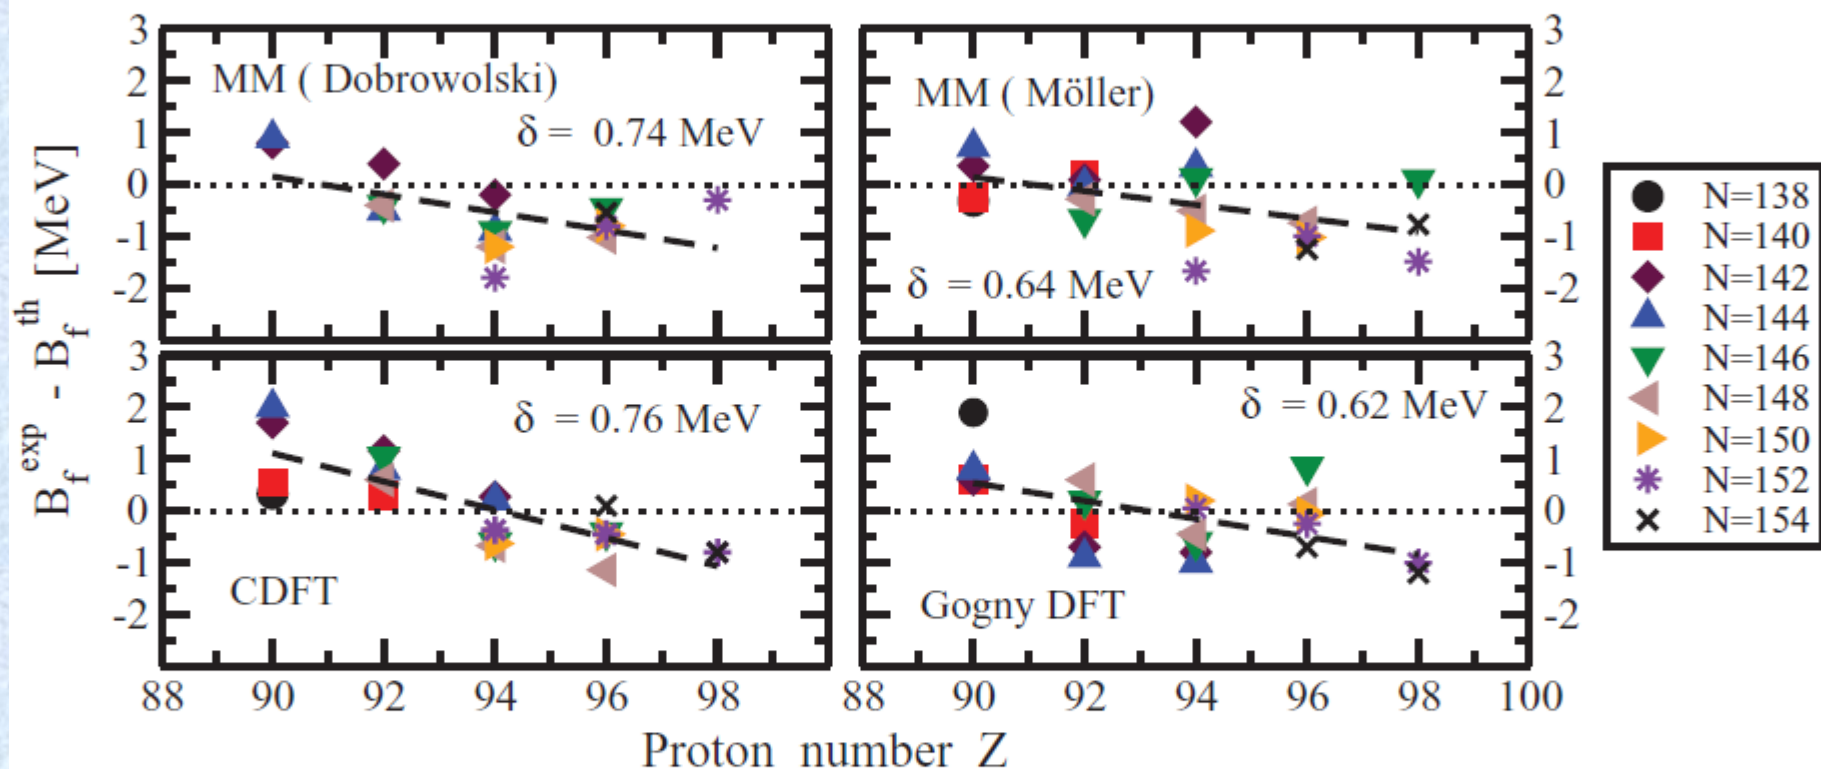 B_f^exp - B_f^th [MeV]
3
2
1
0
-1
-2
MM ( Dobrowolski)
δ = 0.74 MeV
MM ( Möller)
δ = 0.64 MeV
3
2
1
0
-1
-2
3
2
1
0
-1
-2
δ = 0.76 MeV
CDFT
δ = 0.62 MeV
Gogny DFT
3
2
1
0
-1
-2
88 90 92 94 96 98 88 90 92 94 96 98 100
Proton number Z
N=138
N=140
N=142
N=144
N=146
N=148
N=150
N=152
N=154